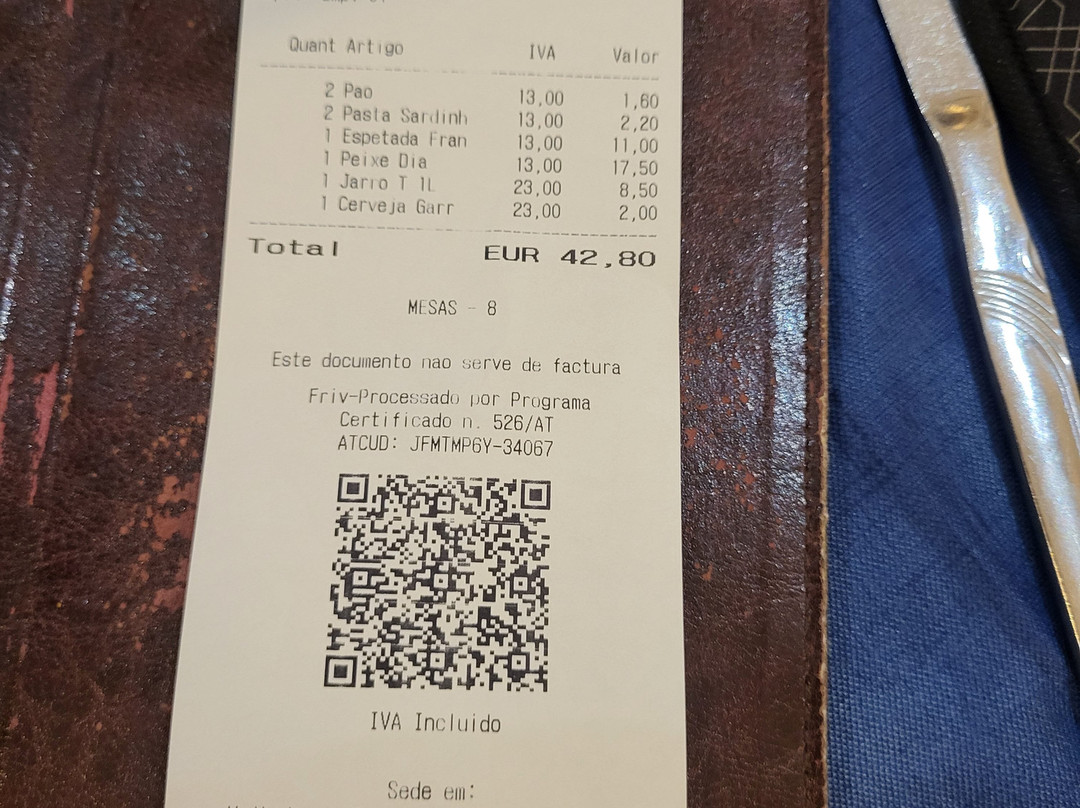 Quant Artigo IVA Valor
2 Pao 13,00 1,60
2 Pasta Sardinh 13,00 2,20
1 Espetada Fran 13,00 11,00
1 Peixe Dia 13,00 17,50
1 Jarro T 1L 23,00 8,50
1 Cerveja Garr 23,00 2,00
Total EUR 42,80
MESAS - 8
Este documento nao serve de factura
Friv-Processado por Programa
Certificado n. 526/AT
ATCUD: JFMTMP6Y-34067
IVA Incluido
Sede em: